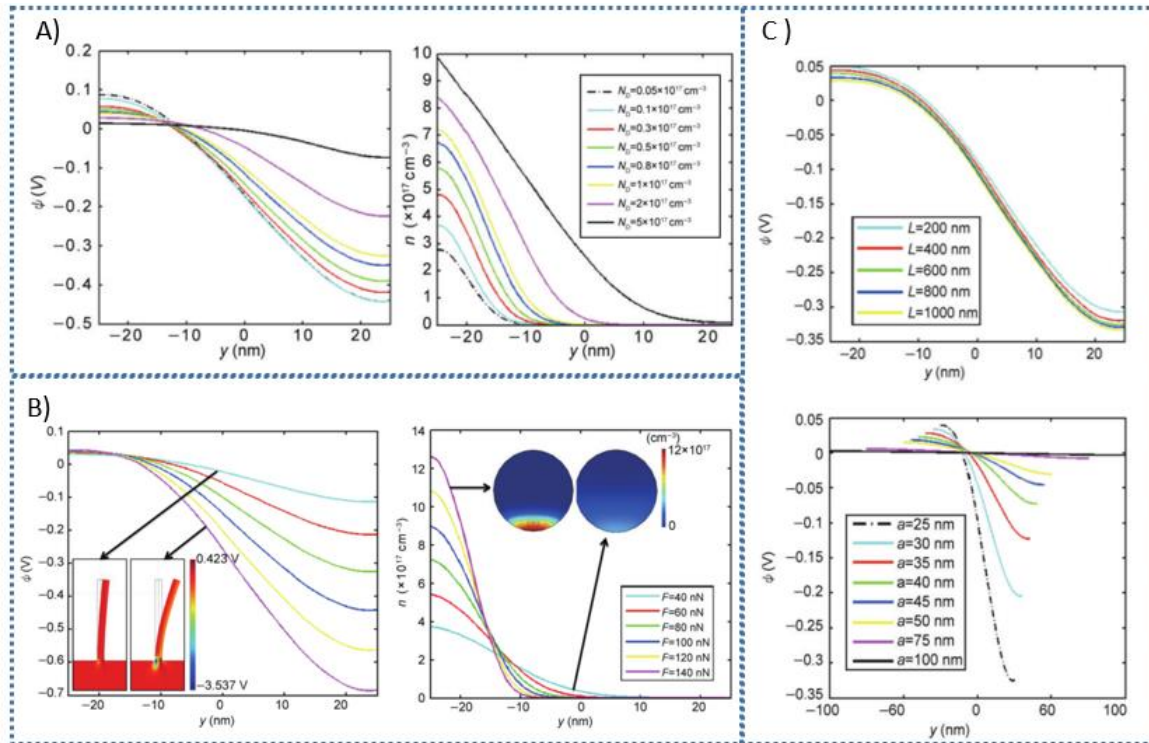 A)
0.2
0.1
0
−0.1
−0.2
−0.3
−0.4
−0.5
ϕ (V)
−20 −10 0 10 20
y (nm)
10
9
8
7
6
5
4
3
2
1
0
n (×10¹⁷ cm⁻³)
N_D=0.05×10¹⁷ cm⁻³
N_D=0.1×10¹⁷ cm⁻³
N_D=0.3×10¹⁷ cm⁻³
N_D=0.5×10¹⁷ cm⁻³
N_D=0.8×10¹⁷ cm⁻³
N_D=1×10¹⁷ cm⁻³
N_D=2×10¹⁷ cm⁻³
N_D=5×10¹⁷ cm⁻³
−20 −10 0 10 20
y (nm)
B)
0
−0.1
−0.2
−0.3
−0.4
−0.5
−0.6
−0.7
ϕ (V)
0.423 V
−3.537 V
−20 −10 0 10 20
y (nm)
14
12
10
8
6
4
2
0
n (×10¹⁷ cm⁻³)
(cm⁻³)
12×10¹⁷
0
F=40 nN
F=60 nN
F=80 nN
F=100 nN
F=120 nN
F=140 nN
−20 −10 0 10 20
y (nm)
C )
0.05
0
−0.05
−0.1
−0.15
−0.2
−0.25
−0.3
−0.35
ϕ (V)
L=200 nm
L=400 nm
L=600 nm
L=800 nm
L=1000 nm
−20 −10 0 10 20
y (nm)
0.05
0
−0.05
−0.1
−0.15
−0.2
−0.25
−0.3
−0.35
ϕ (V)
a=25 nm
a=30 nm
a=35 nm
a=40 nm
a=45 nm
a=50 nm
a=75 nm
a=100 nm
−100 −60 0 60 100
y (nm)